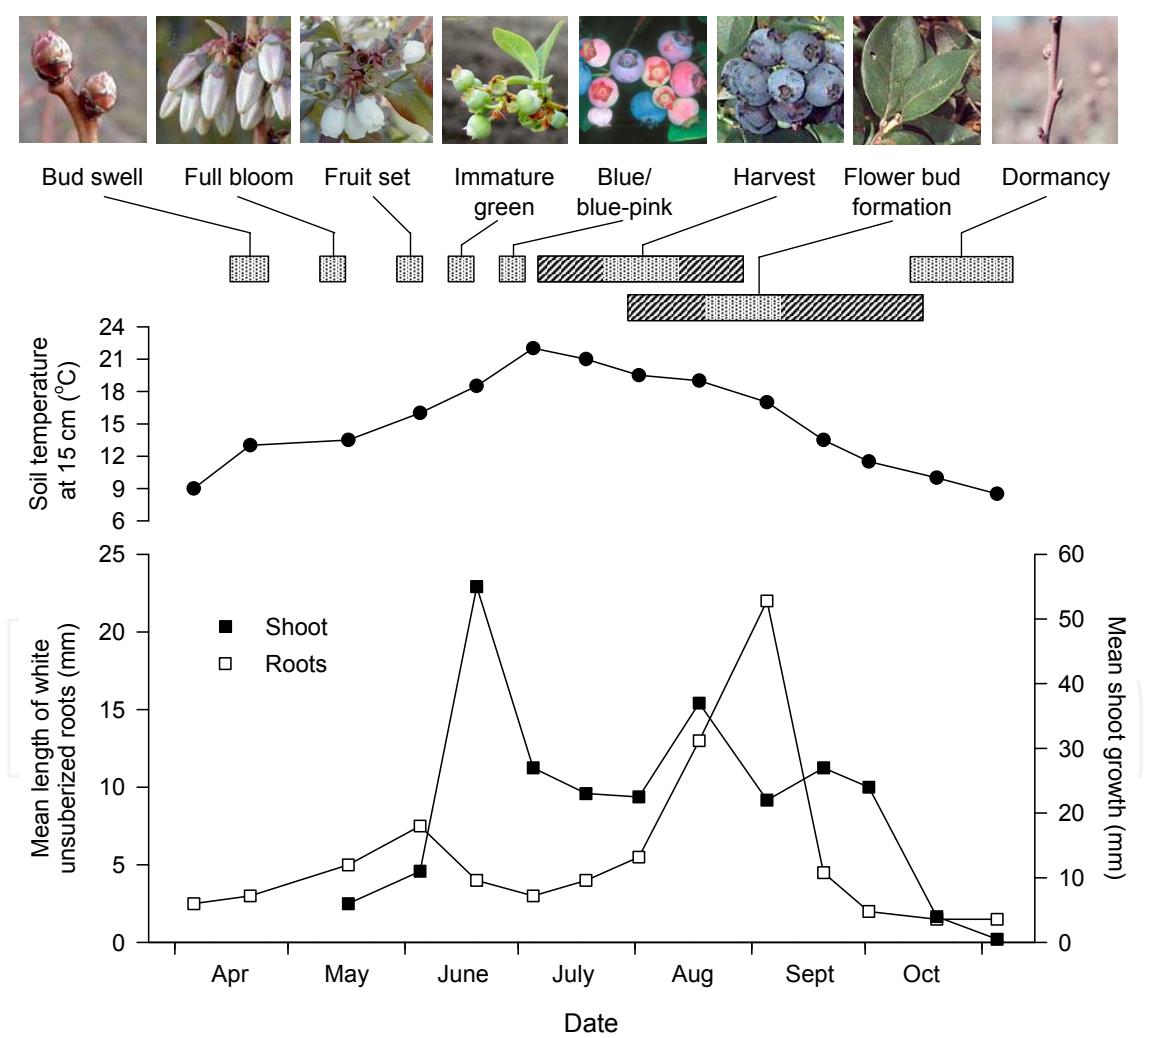 Bud swell
Full bloom
Fruit set
Immature
green
Blue/
blue-pink
Harvest
Flower bud
formation
Dormancy
Soil temperature
at 15 cm (°C)
24
21
18
15
12
9
6
Mean length of white
unsuberized roots (mm)
25
20
15
10
5
0
Shoot
Roots
60
50
40
30
20
10
0
Mean shoot growth (mm)
Apr
May
June
July
Aug
Sept
Oct
Date